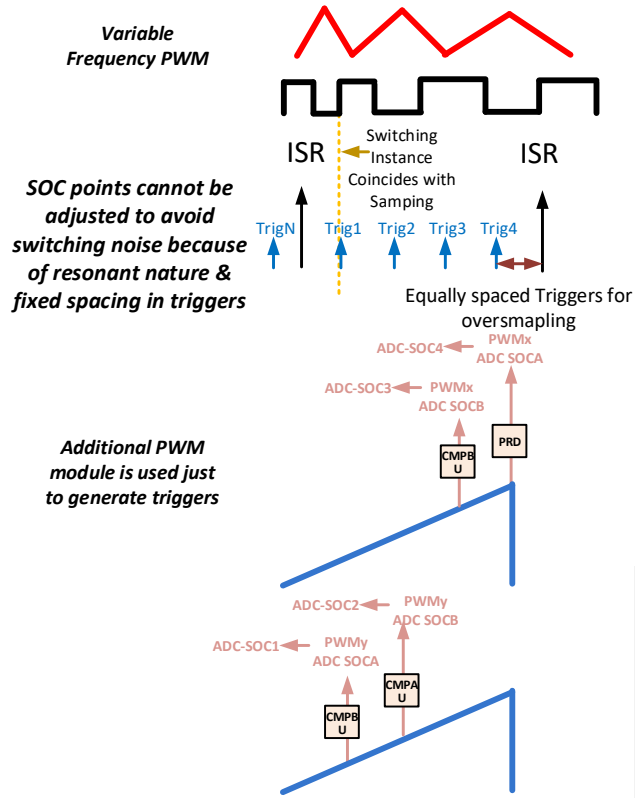 Variable
Frequency PWM
ISR
Switching
Instance
Coincides with
Samping
ISR
SOC points cannot be
adjusted to avoid
switching noise because
of resonant nature &
fixed spacing in triggers
TrigN
Trig1
Trig2
Trig3
Trig4
Equally spaced Triggers for
oversmapling
ADC-SOC4
PWMx
ADC SOCA
ADC-SOC3
PWMx
ADC SOCB
Additional PWM
module is used just
to generate triggers
CMPB
U
PRD
ADC-SOC2
PWMy
ADC SOCB
ADC-SOC1
PWMy
ADC SOCA
CMPB
U
CMPA
U